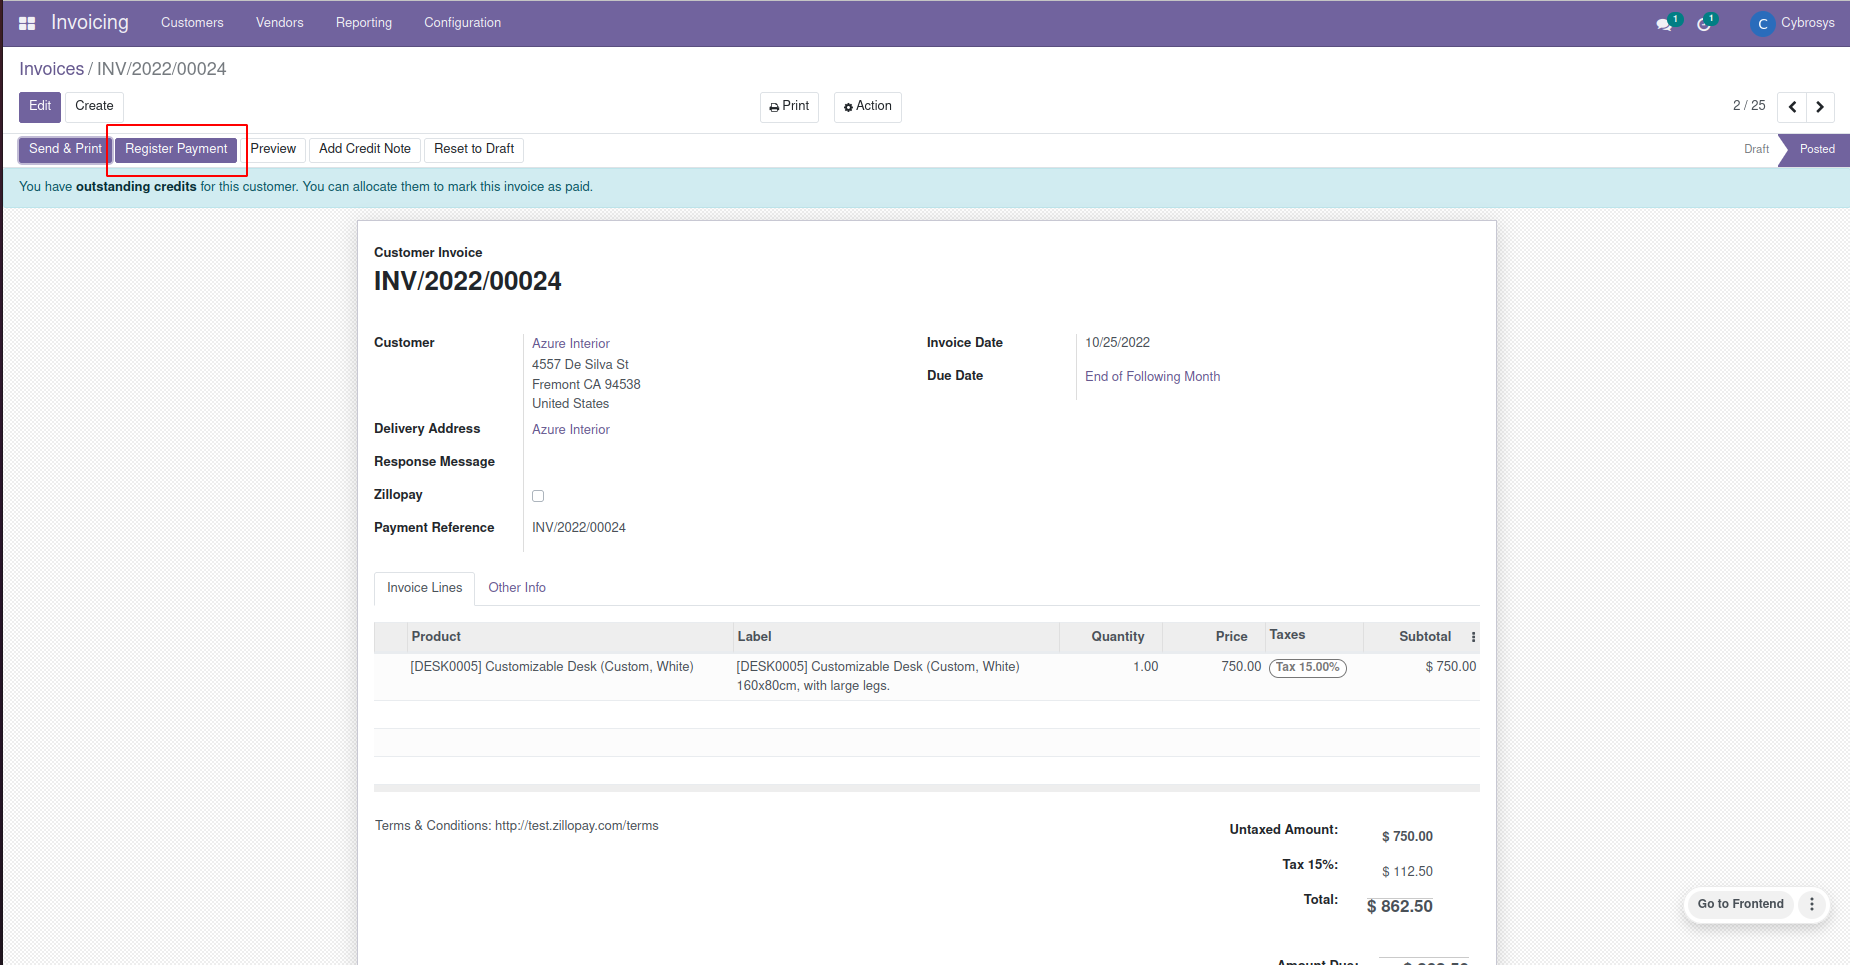 Invoicing Customers Vendors Reporting Configuration 1 1 C Cybrosys
Invoices / INV/2022/00024
Edit Create Print Action 2 / 25
Send & Print Register Payment Preview Add Credit Note Reset to Draft Draft Posted
You have outstanding credits for this customer. You can allocate them to mark this invoice as paid.
Customer Invoice
INV/2022/00024
Customer Azure Interior
4557 De Silva St
Fremont CA 94538
United States
Invoice Date 10/25/2022
Due Date End of Following Month
Delivery Address Azure Interior
Response Message
Zillopay
Payment Reference INV/2022/00024
Invoice Lines Other Info
Product Label Quantity Price Taxes Subtotal
[DESK0005] Customizable Desk (Custom, White) [DESK0005] Customizable Desk (Custom, White) 1.00 750.00 Tax 15.00% $ 750.00
160x80cm, with large legs.
Terms & Conditions: http://test.zillopay.com/terms
Untaxed Amount: $ 750.00
Tax 15%: $ 112.50
Total: $ 862.50
Go to Frontend
Amount Due: